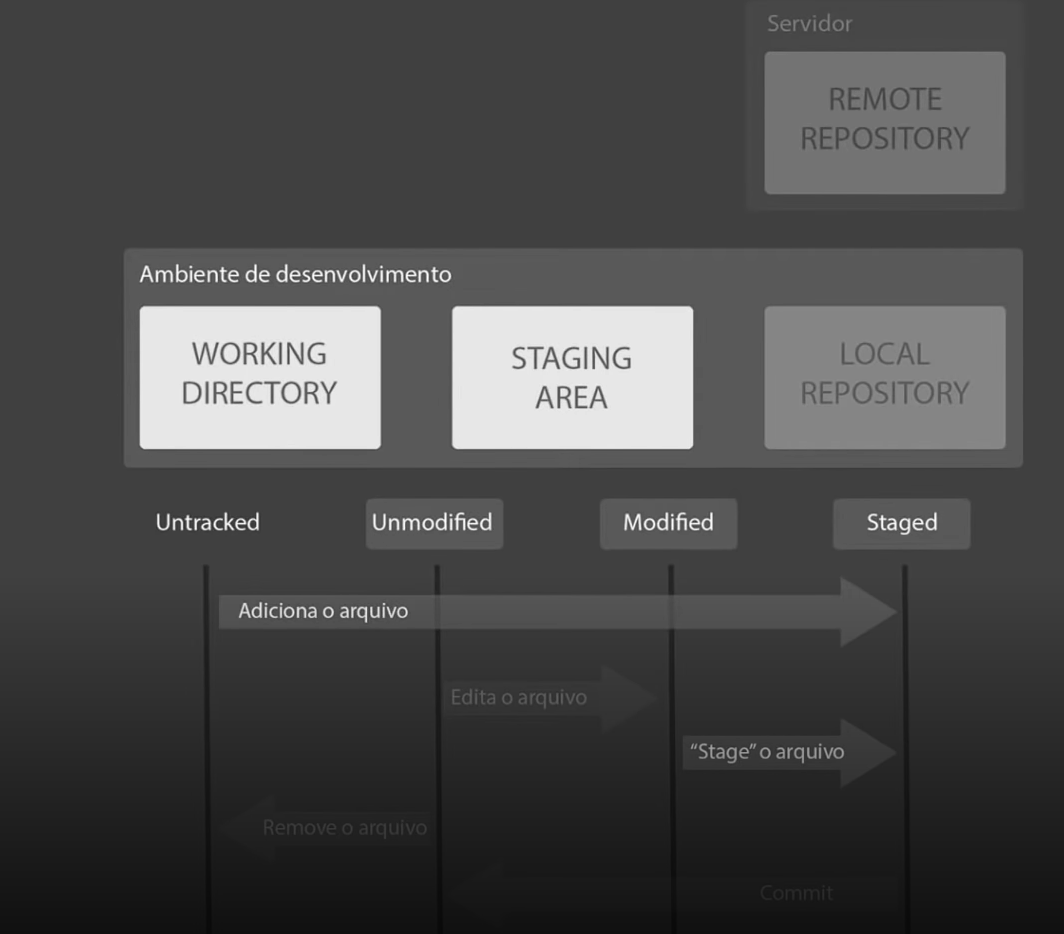 Servidor
REMOTE
REPOSITORY
Ambiente de desenvolvimento
WORKING
DIRECTORY
STAGING
AREA
LOCAL
REPOSITORY
Untracked
Unmodified
Modified
Staged
Adiciona o arquivo
Edita o arquivo
“Stage” o arquivo
Remove o arquivo
Commit